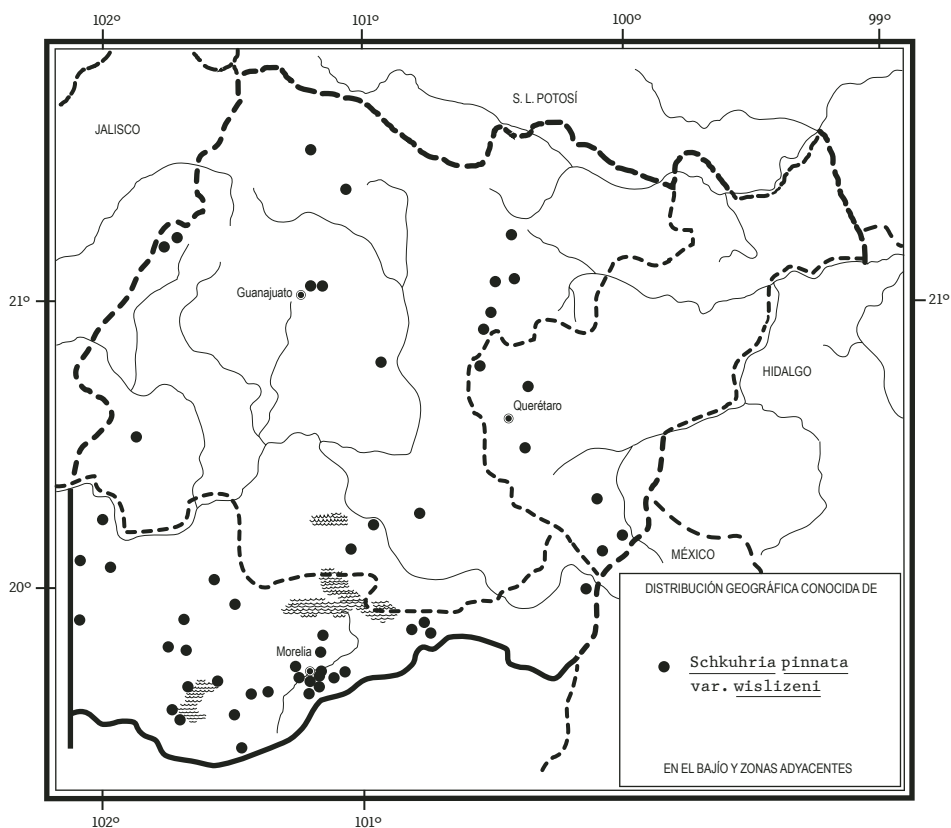 102º 101º 100º 99º
S. L. POTOSÍ
JALISCO
Guanajuato
21º 21º
HIDALGO
Querétaro
MÉXICO
20º
DISTRIBUCIÓN GEOGRÁFICA CONOCIDA DE
Morelia
Schkuhria pinnata
var. wislizeni
EN EL BAJÍO Y ZONAS ADYACENTES
102º 101º